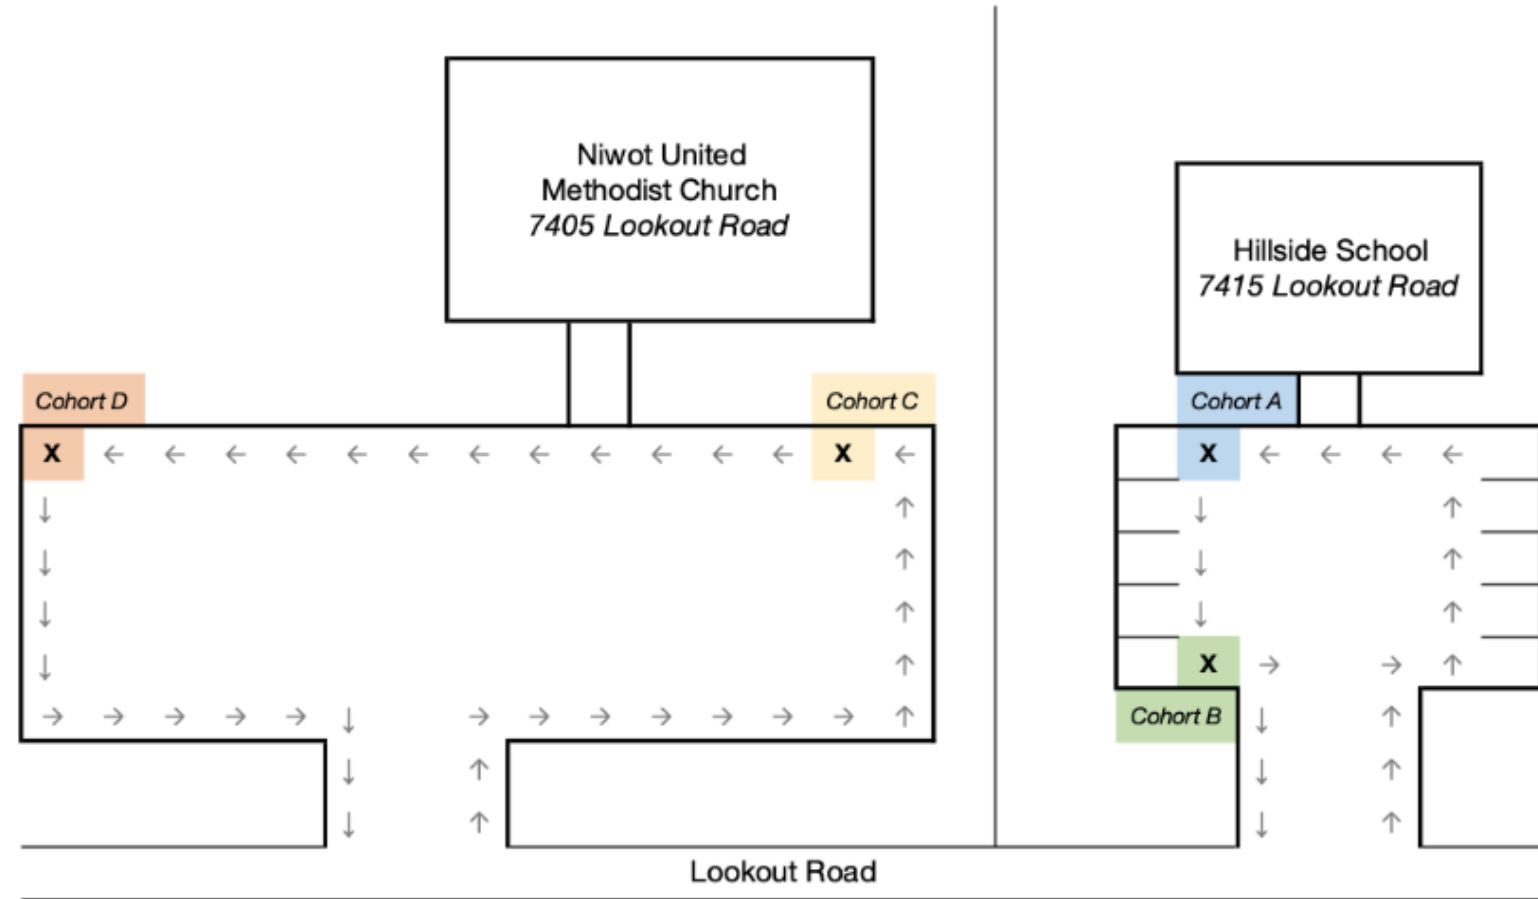 Niwot United
Methodist Church
7405 Lookout Road
Hillside School
7415 Lookout Road
Cohort D
Cohort C
Cohort A
X
X
X
X
Cohort B
Lookout Road